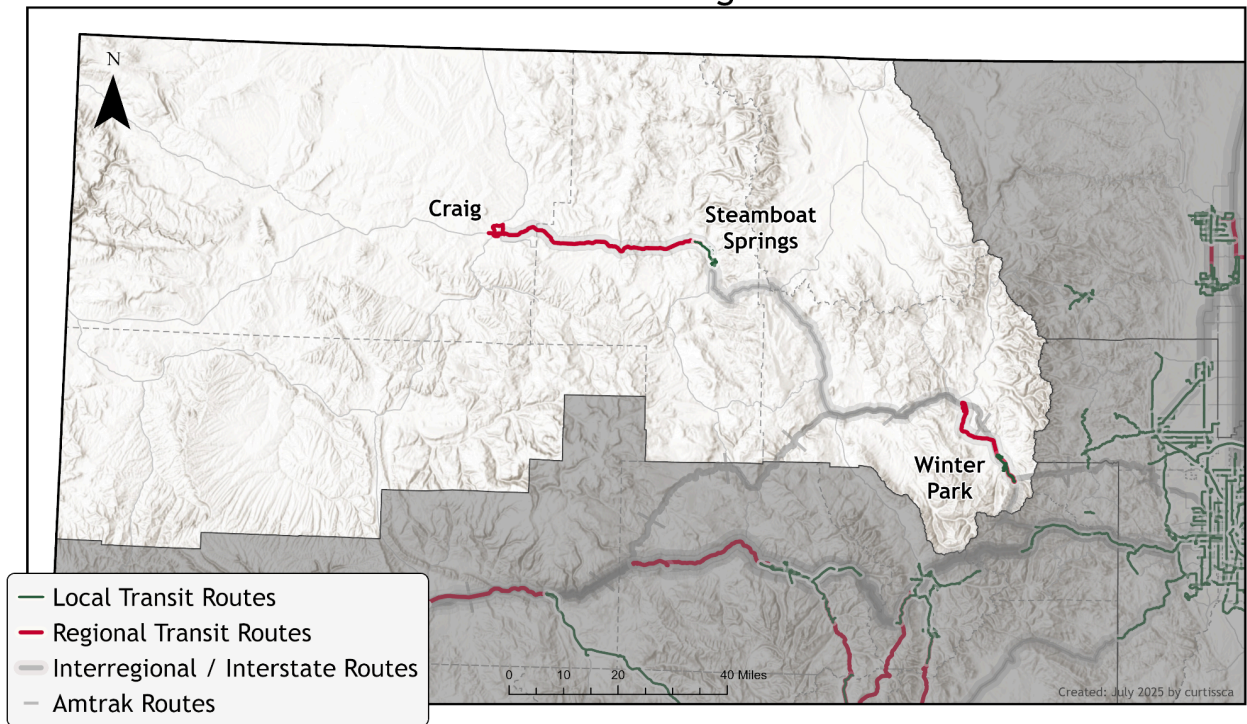 N
Craig
Steamboat
Springs
Winter
Park
Local Transit Routes
Regional Transit Routes
Interregional / Interstate Routes
Amtrak Routes
0 10 20 40 Miles
Created: July 2025 by curtissca